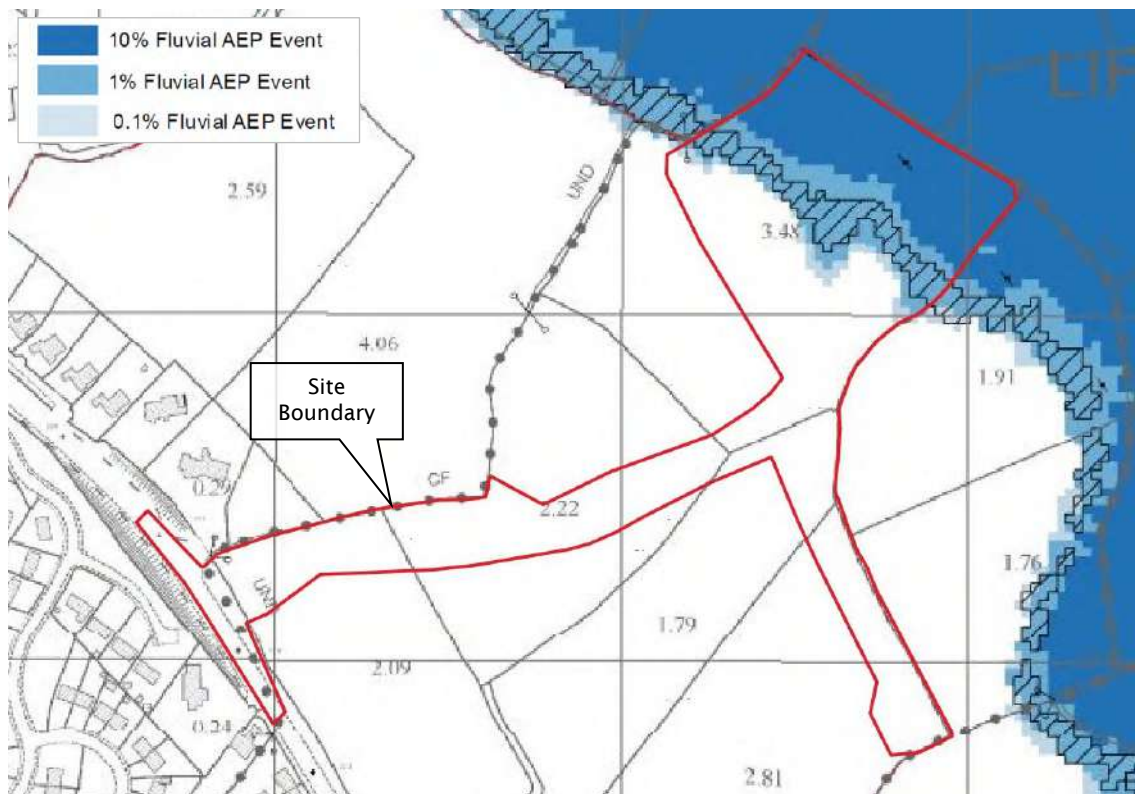 10% Fluvial AEP Event
1% Fluvial AEP Event
0.1% Fluvial AEP Event
LIF
2.59
UND
3.48
4.06
1.91
Site
Boundary
CF
0.29
2.22
1.76
UND
1.79
2.09
0.24
2.81